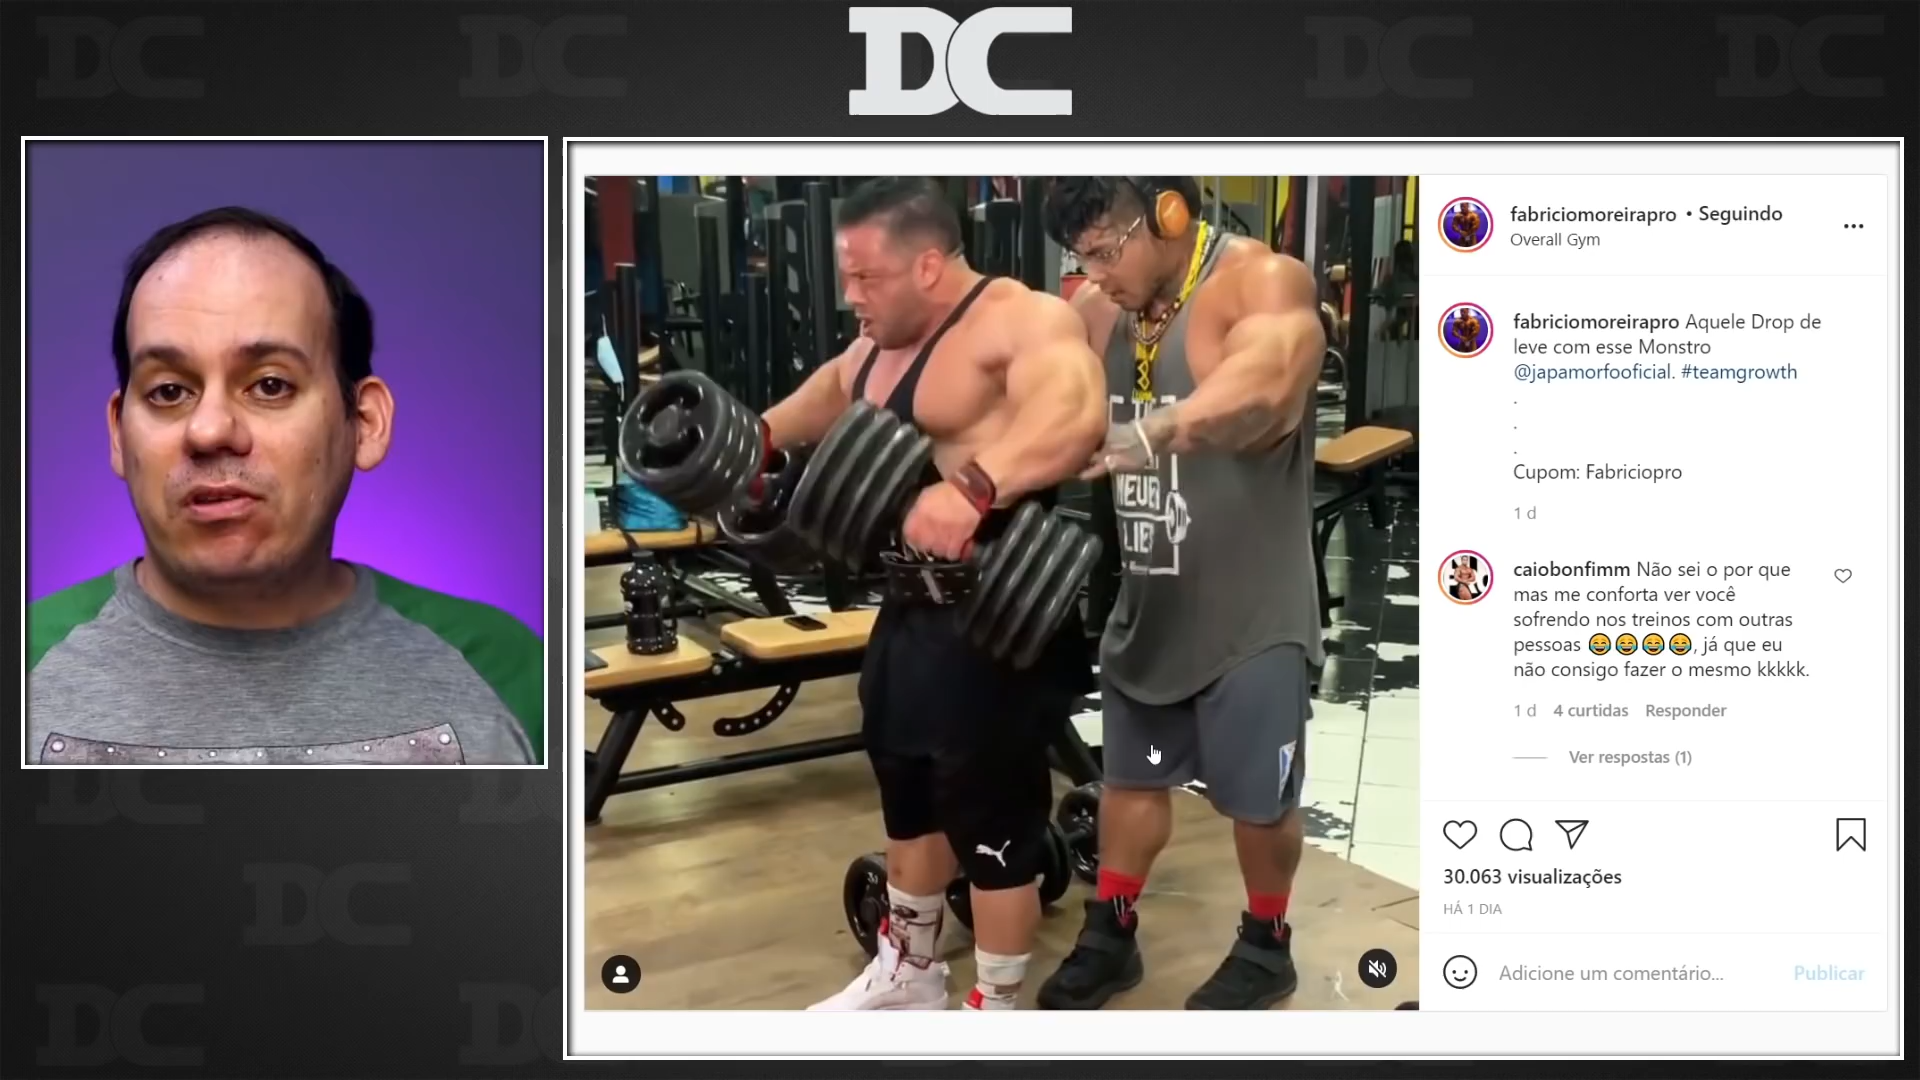 DC
fabriciomoreirapro • Seguindo
Overall Gym
fabriciomoreirapro Aquele Drop de
leve com esse Monstro
@japamorfooficial. #teamgrowth
.
.
.
Cupom: Fabriciopro
1 d
caiobonfimm Não sei o por que
mas me conforta ver você
sofrendo nos treinos com outras
pessoas 😂😂😂😂, já que eu
não consigo fazer o mesmo kkkkk.
1 d 4 curtidas Responder
Ver respostas (1)
30.063 visualizações
HÁ 1 DIA
Adicione um comentário... Publicar
NEVER
LIE